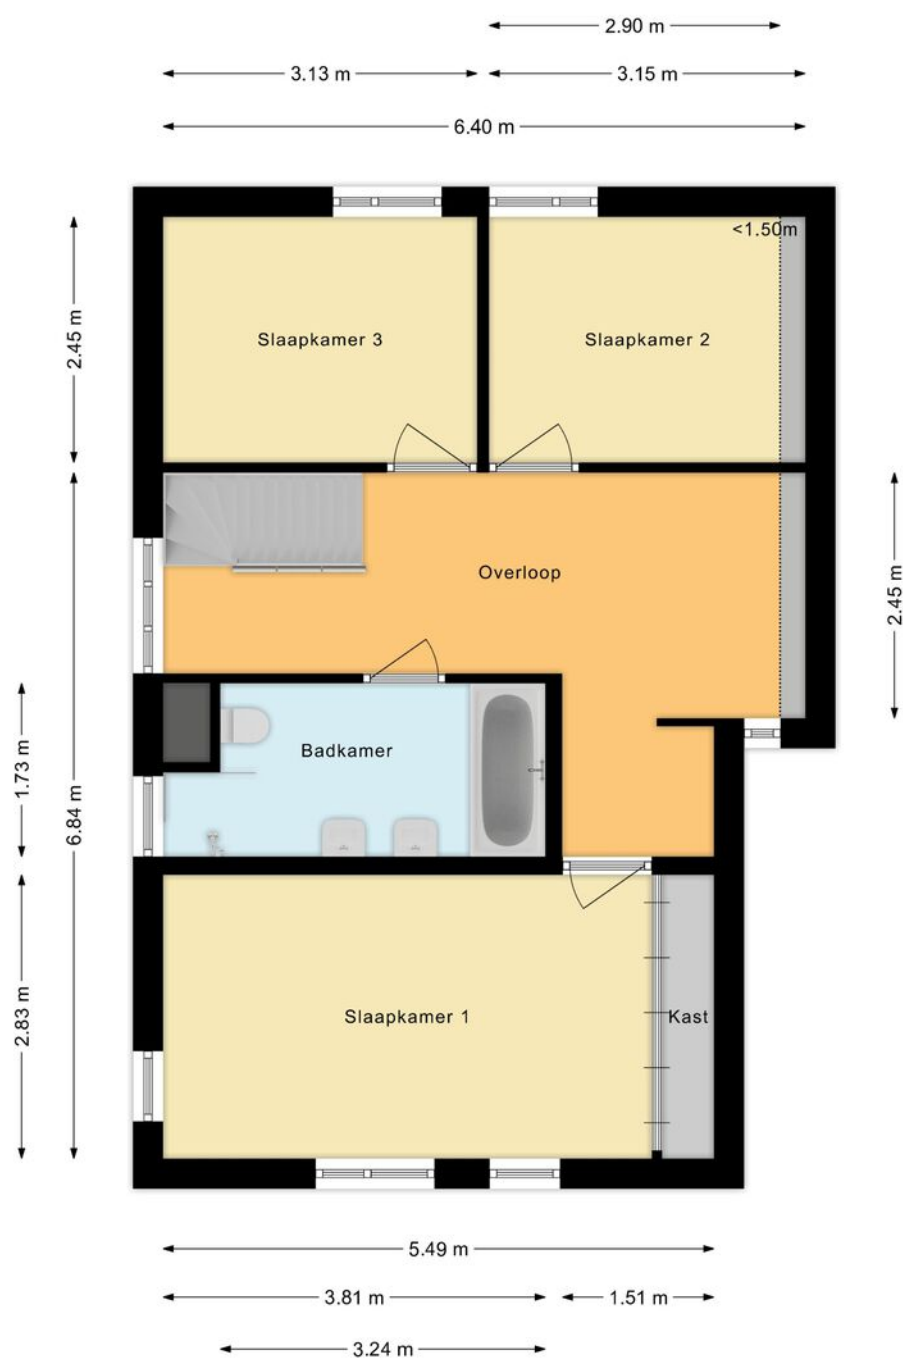 2.90 m
3.13 m
3.15 m
6.40 m
<1.50m
2.45 m
Slaapkamer 3
Slaapkamer 2
Overloop
2.45 m
Badkamer
1.73 m
6.84 m
2.83 m
Slaapkamer 1
Kast
5.49 m
3.81 m
1.51 m
3.24 m